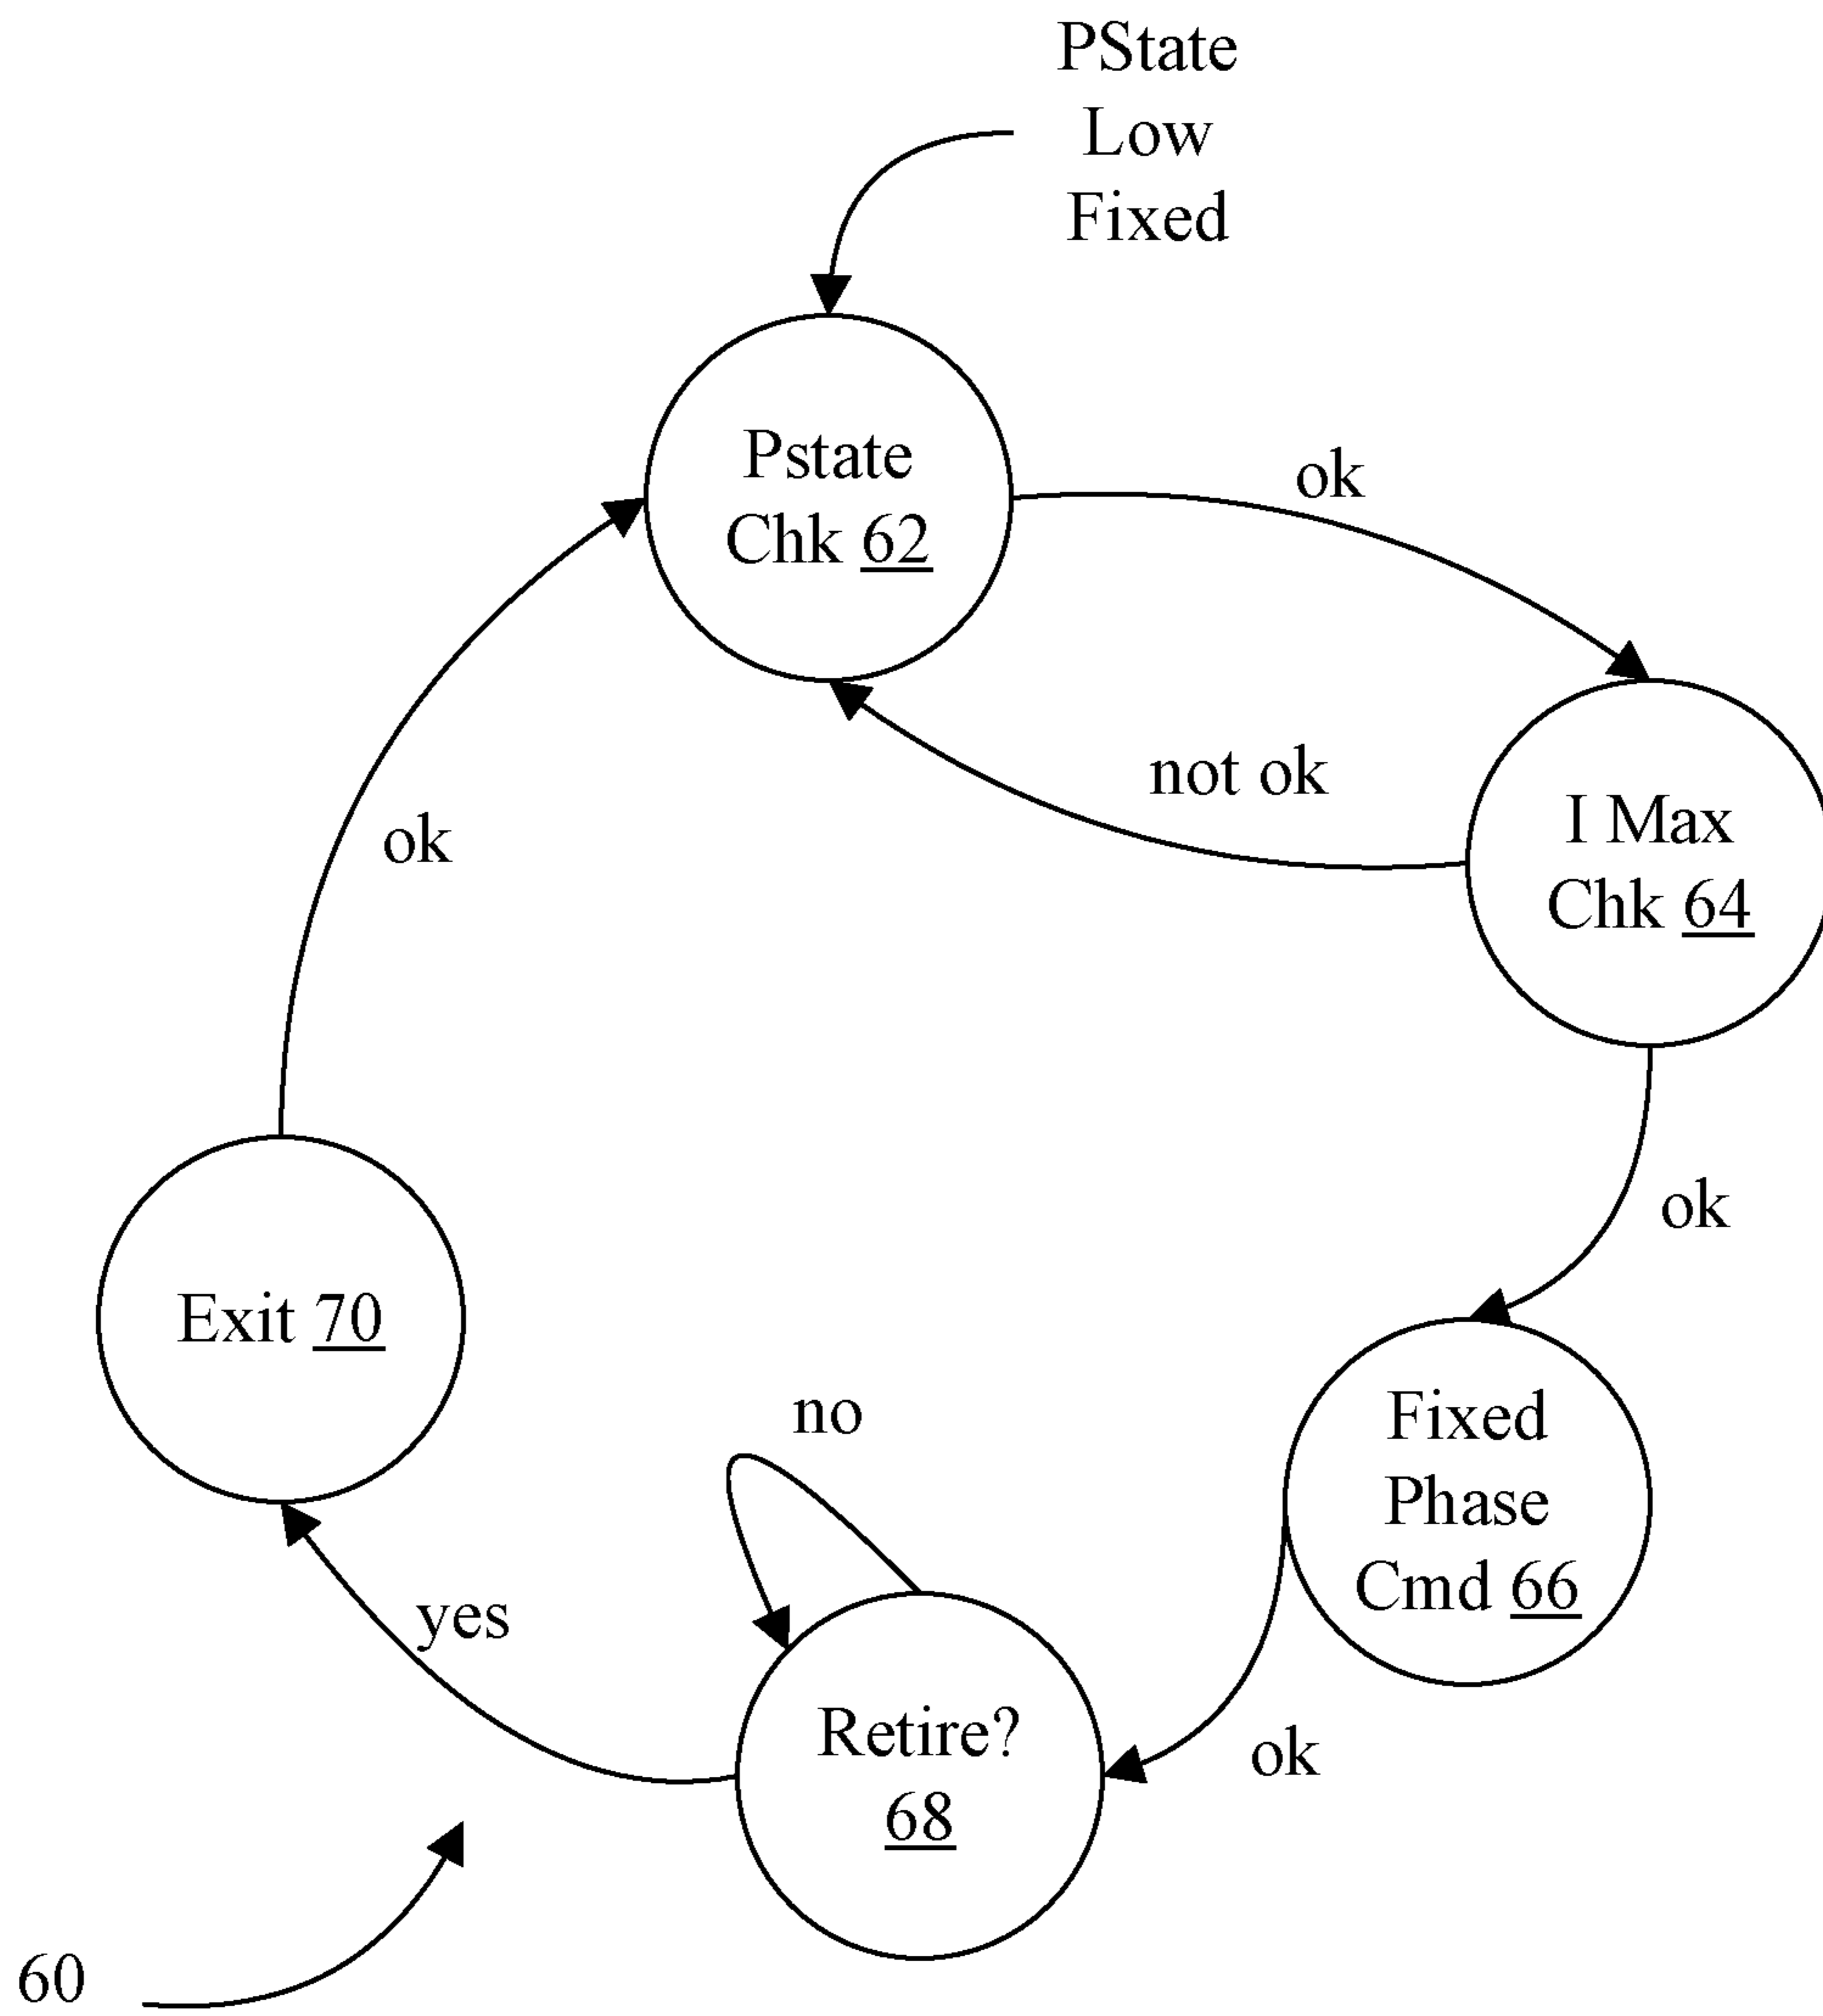 PState
Low
Fixed
Pstate
Chk 62
ok
not ok
I Max
Chk 64
ok
ok
Exit 70
no
Fixed
Phase
Cmd 66
yes
Retire?
68
ok
60